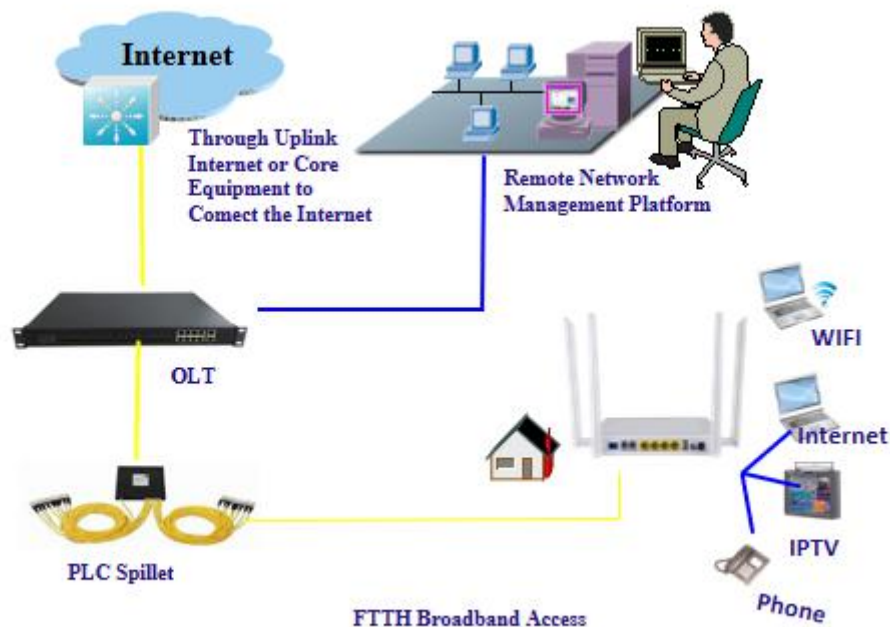 Internet
Through Uplink
Internet or Core
Equipment to
Comect the Internet
Remote Network
Management Platform
OLT
WIFI
Internet
IPTV
Phone
PLC Spillet
FTTH Broadband Access